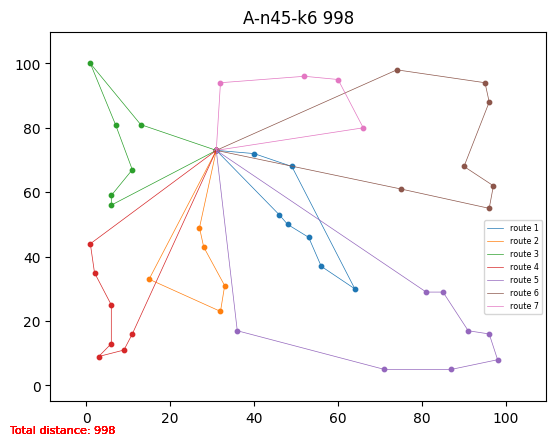 A-n45-k6 998
100
80
60
40
20
0
route 1
route 2
route 3
route 4
route 5
route 6
route 7
0 20 40 60 80 100
Total distance: 998